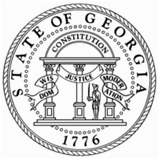 STATE OF GEORGIA
CONSTITUTION
WIS
DOM
JUSTICE
MODER
ATION
1776